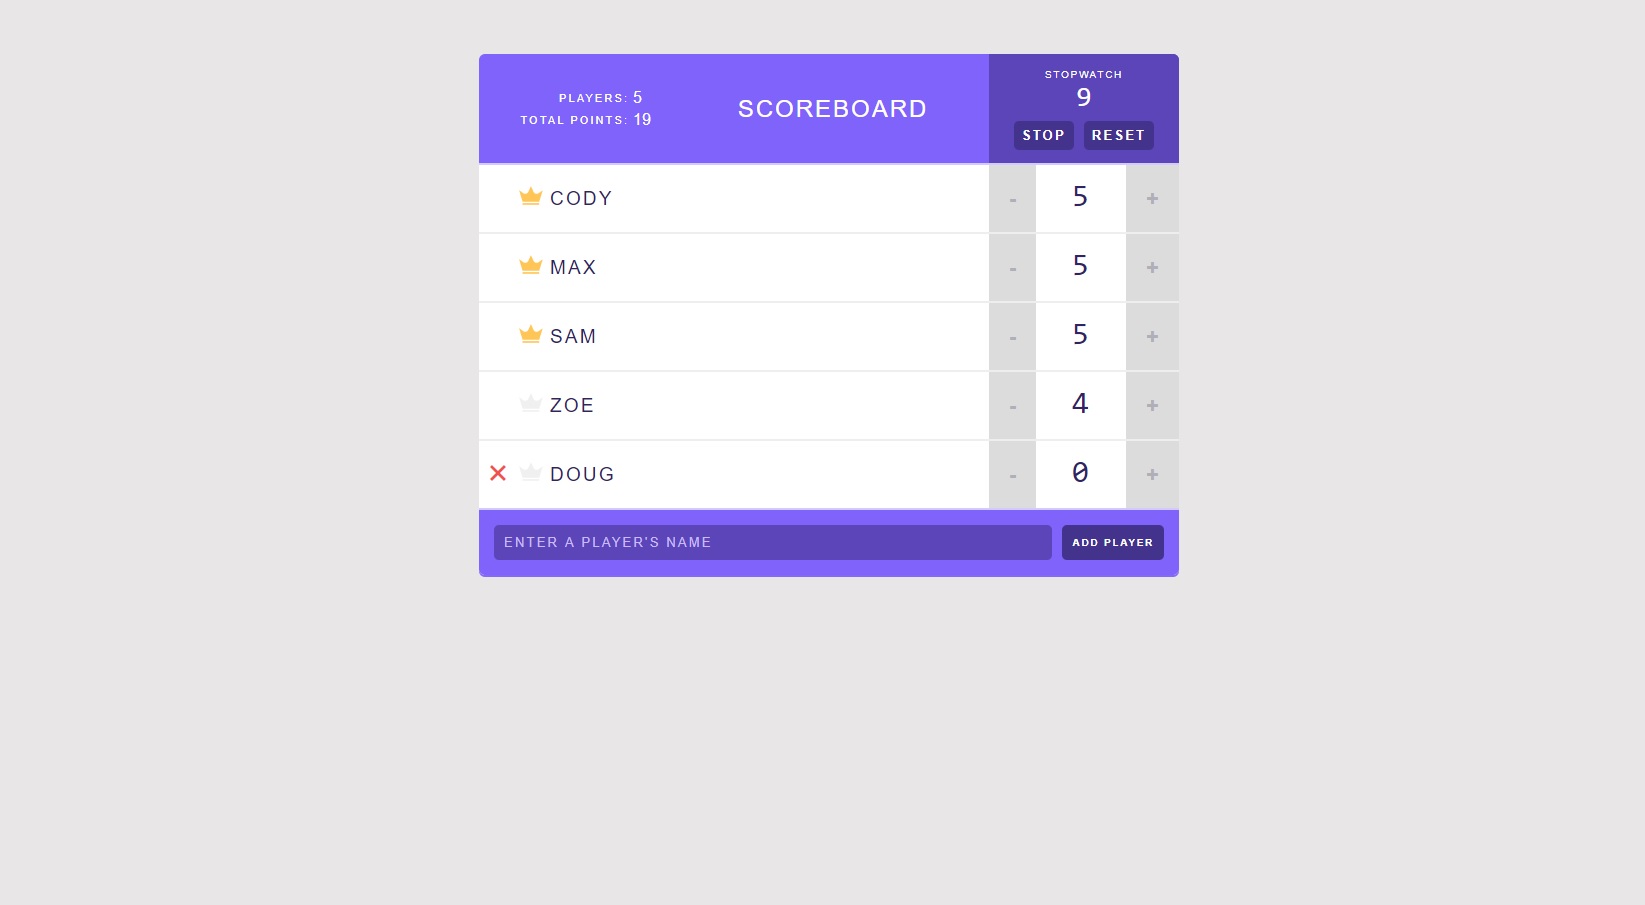 PLAYERS: 5
TOTAL POINTS: 19
SCOREBOARD
STOPWATCH
9
STOP RESET
CODY - 5 +
MAX - 5 +
SAM - 5 +
ZOE - 4 +
DOUG - 0 +
ENTER A PLAYER'S NAME ADD PLAYER